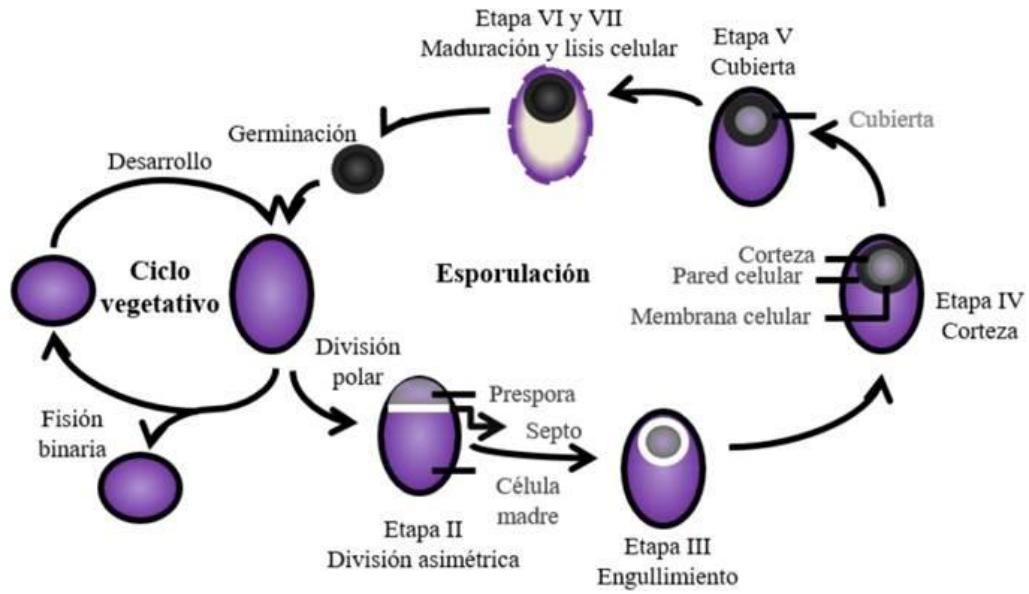 Etapa VI y VII
Maduración y lisis celular
Etapa V
Cubierta
Cubierta
Germinación
Desarrollo
Ciclo
vegetativo
Esporulación
Corteza
Pared celular
Membrana celular
Etapa IV
Corteza
División
polar
Prespora
Septo
Célula
madre
Fisión
binaria
Etapa II
División asimétrica
Etapa III
Engullimiento